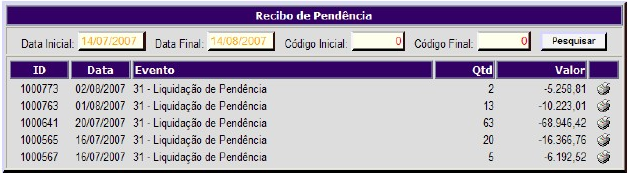 Recibo de Pendência
Data Inicial: 14/07/2007 Data Final: 14/08/2007 Código Inicial: 0 Código Final: 0 Pesquisar
ID Data Evento Qtd Valor
1000773 02/08/2007 31 - Liquidação de Pendência 2 -5.258,81
1000763 01/08/2007 31 - Liquidação de Pendência 13 -10.223,01
1000641 20/07/2007 31 - Liquidação de Pendência 63 -68.946,42
1000565 16/07/2007 31 - Liquidação de Pendência 20 -16.366,76
1000567 16/07/2007 31 - Liquidação de Pendência 5 -6.192,52